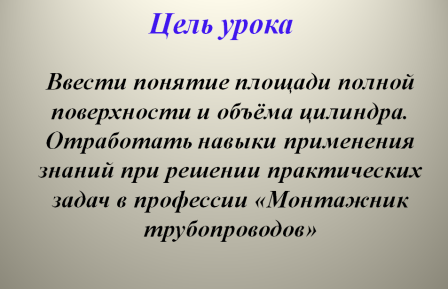 Цель урока
Ввести понятие площади полной
поверхности и объёма цилиндра.
Отработать навыки применения
знаний при решении практических
задач в профессии «Монтажник
трубопроводов»